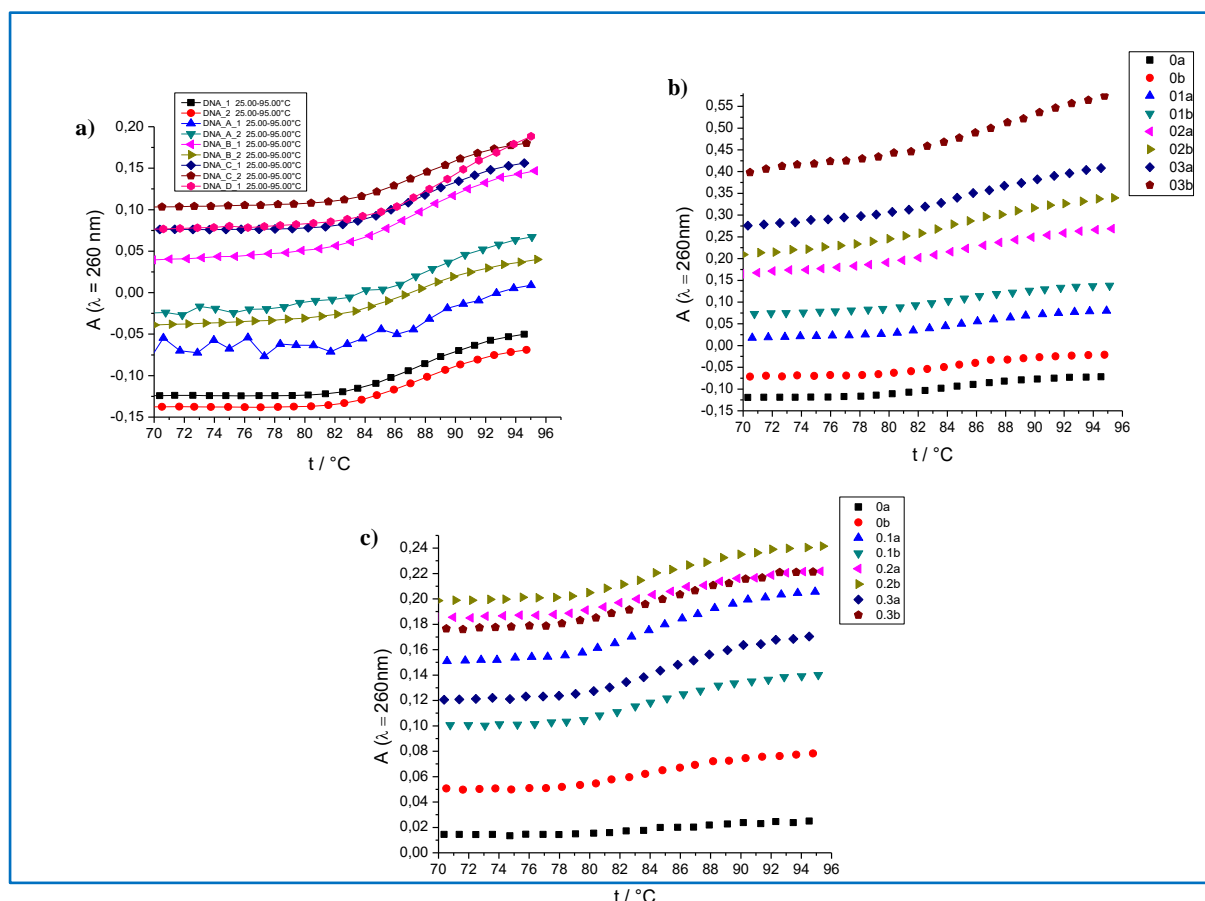 a)
DNA_1 25.00-95.00°C
DNA_2 25.00-95.00°C
DNA_A_1 25.00-95.00°C
DNA_A_2 25.00-95.00°C
DNA_B_1 25.00-95.00°C
DNA_B_2 25.00-95.00°C
DNA_C_1 25.00-95.00°C
DNA_C_2 25.00-95.00°C
DNA_D_1 25.00-95.00°C
0,20
0,15
0,10
0,05
0,00
-0,05
-0,10
-0,15
A (λ = 260 nm)
70 72 74 76 78 80 82 84 86 88 90 92 94 96
t / °C
b)
0a
0b
01a
01b
02a
02b
03a
03b
0,55
0,50
0,45
0,40
0,35
0,30
0,25
0,20
0,15
0,10
0,05
0,00
-0,05
-0,10
-0,15
A (λ = 260nm)
70 72 74 76 78 80 82 84 86 88 90 92 94 96
t / °C
c)
0a
0b
0.1a
0.1b
0.2a
0.2b
0.3a
0.3b
0,24
0,22
0,20
0,18
0,16
0,14
0,12
0,10
0,08
0,06
0,04
0,02
0,00
A (λ = 260nm)
70 72 74 76 78 80 82 84 86 88 90 92 94 96
t / °C